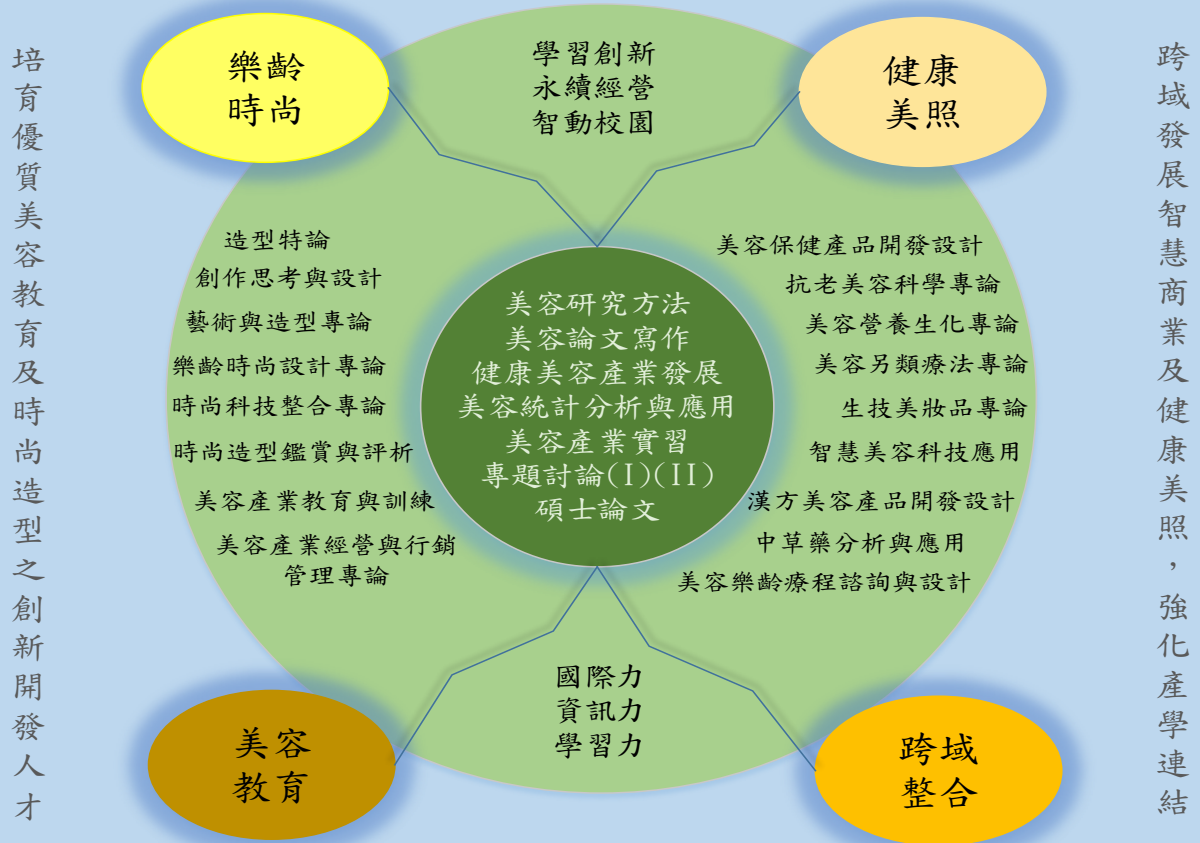 培育優質美容教育及時尚造型之創新開發人才
樂齡
時尚
學習創新
永續經營
智動校園
健康
美照
造型特論
創作思考與設計
藝術與造型專論
樂齡時尚設計專論
時尚科技整合專論
時尚造型鑑賞與評析
美容產業教育與訓練
美容產業經營與行銷
管理專論
美容研究方法
美容論文寫作
健康美容產業發展
美容統計分析與應用
美容產業實習
專題討論(I)(II)
碩士論文
美容保健產品開發設計
抗老美容科學專論
美容營養生化專論
美容另類療法專論
生技美妝品專論
智慧美容科技應用
漢方美容產品開發設計
中草藥分析與應用
美容樂齡療程諮詢與設計
美容
教育
國際力
資訊力
學習力
跨域
整合
跨域發展智慧商業及健康美照，強化產學連結